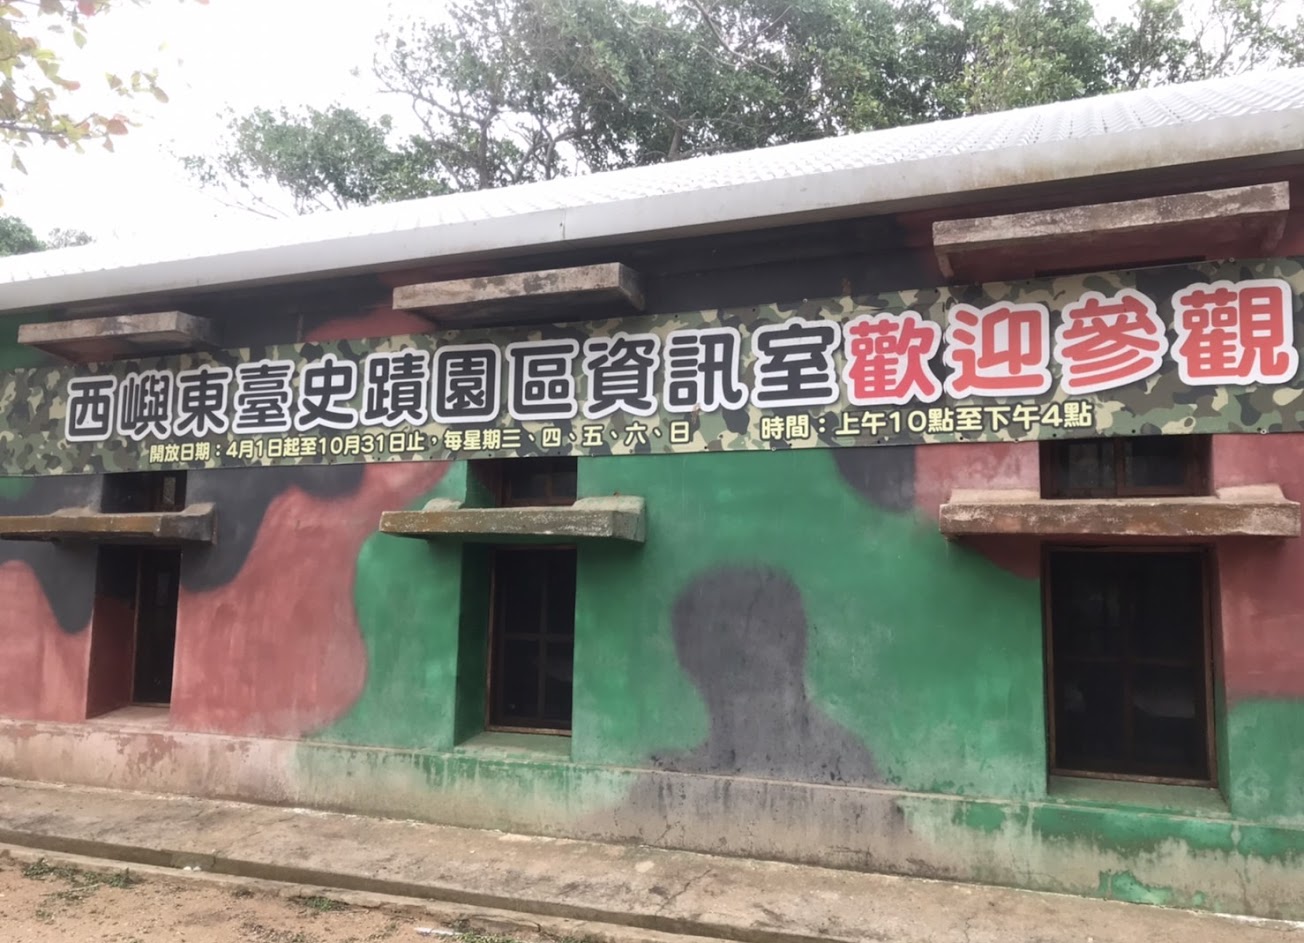 西嶼東臺史蹟園區資訊室歡迎參觀
開放日期：4月1日起至10月31日止，每星期三、四、五、六、日 時間：上午10點至下午4點